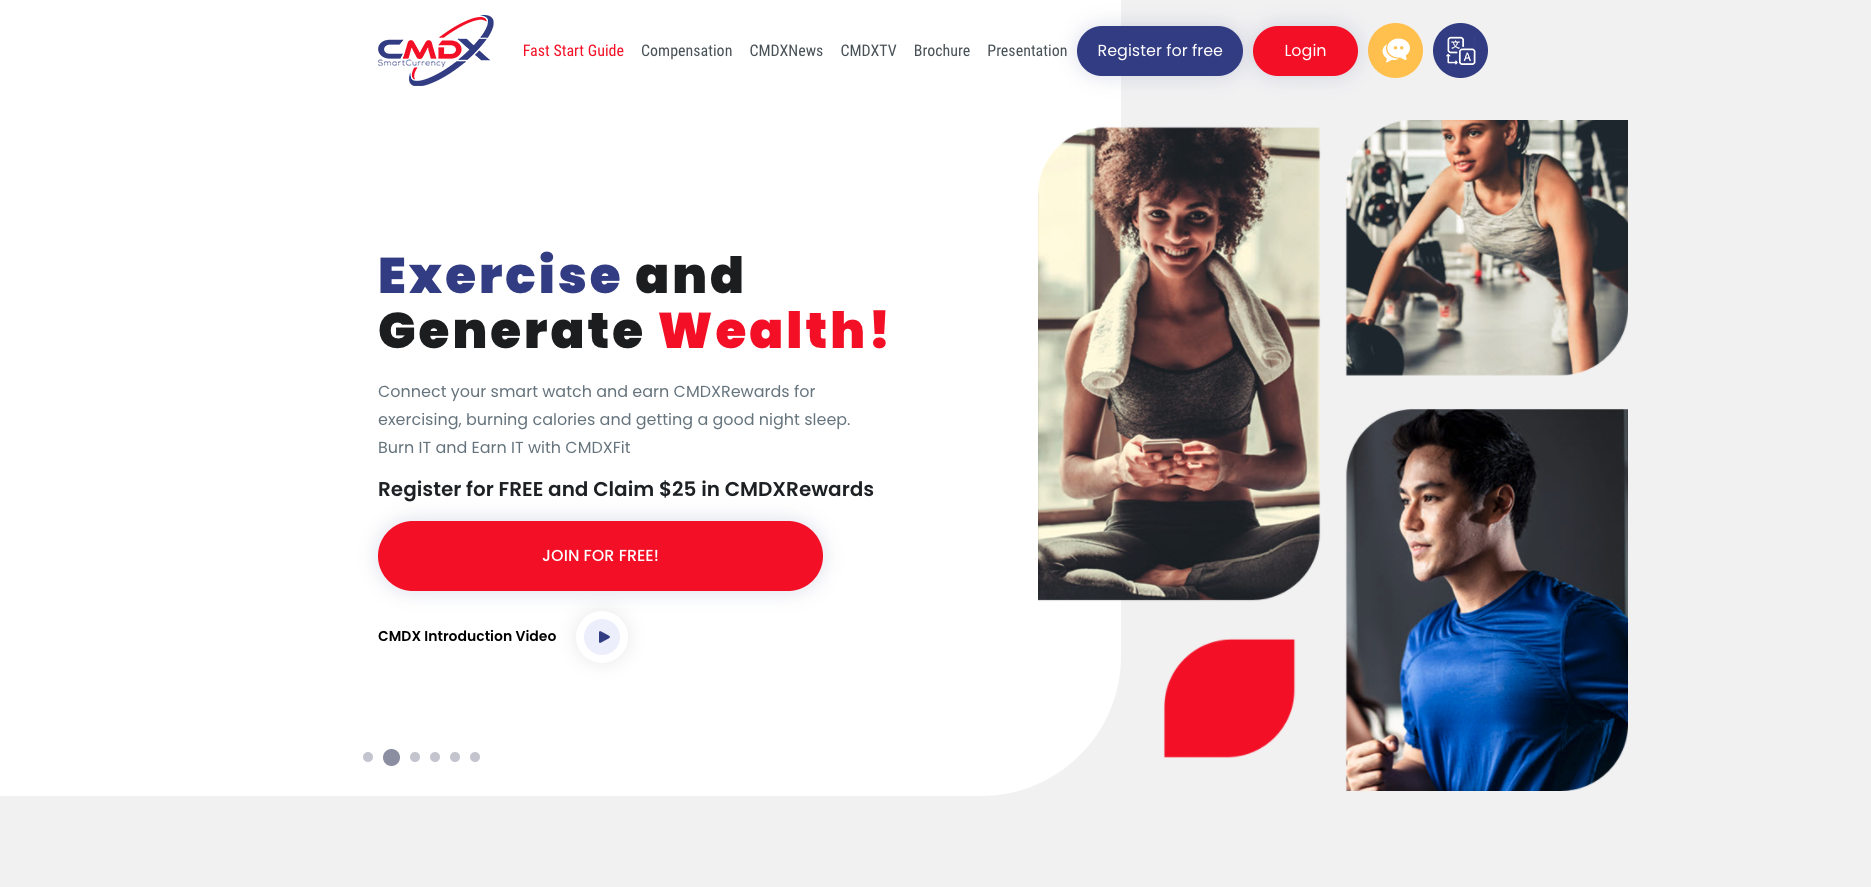 CMDX
SmartCurrency
Fast Start Guide
Compensation
CMDXNews
CMDXTV
Brochure
Presentation
Register for free
Login
文
A
Exercise and
Generate Wealth!
Connect your smart watch and earn CMDXRewards for
exercising, burning calories and getting a good night sleep.
Burn IT and Earn IT with CMDXFit
Register for FREE and Claim $25 in CMDXRewards
JOIN FOR FREE!
CMDX Introduction Video